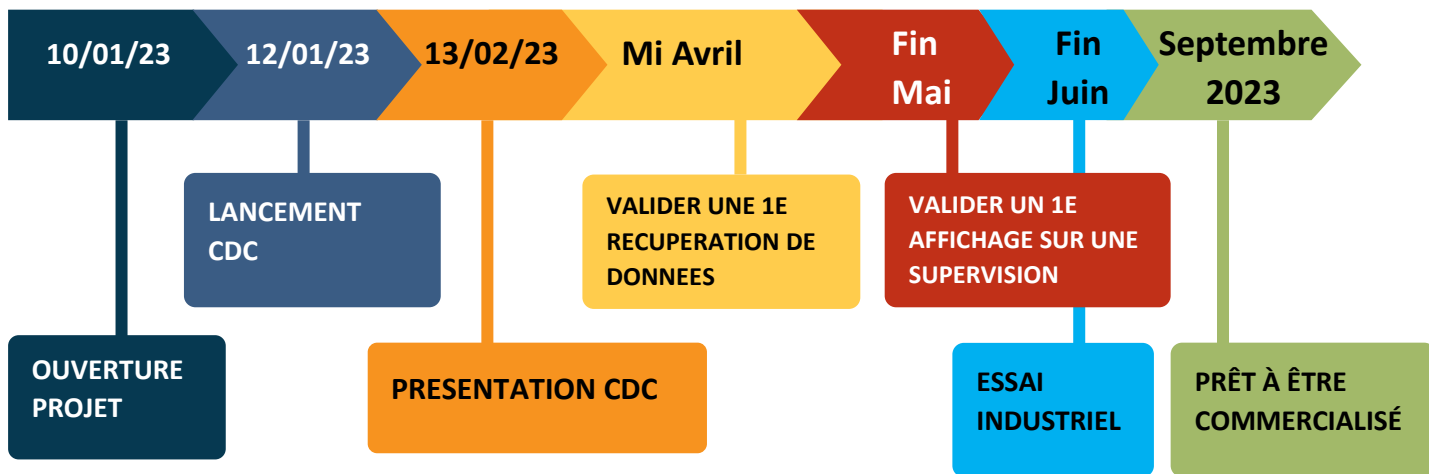 10/01/23
12/01/23
13/02/23
Mi Avril
Fin
Mai
Fin
Juin
Septembre
2023
LANCEMENT
CDC
VALIDER UNE 1E
RECUPERATION DE
DONNEES
VALIDER UN 1E
AFFICHAGE SUR UNE
SUPERVISION
OUVERTURE
PROJET
PRESENTATION CDC
ESSAI
INDUSTRIEL
PRÊT À ÊTRE
COMMERCIALISÉ